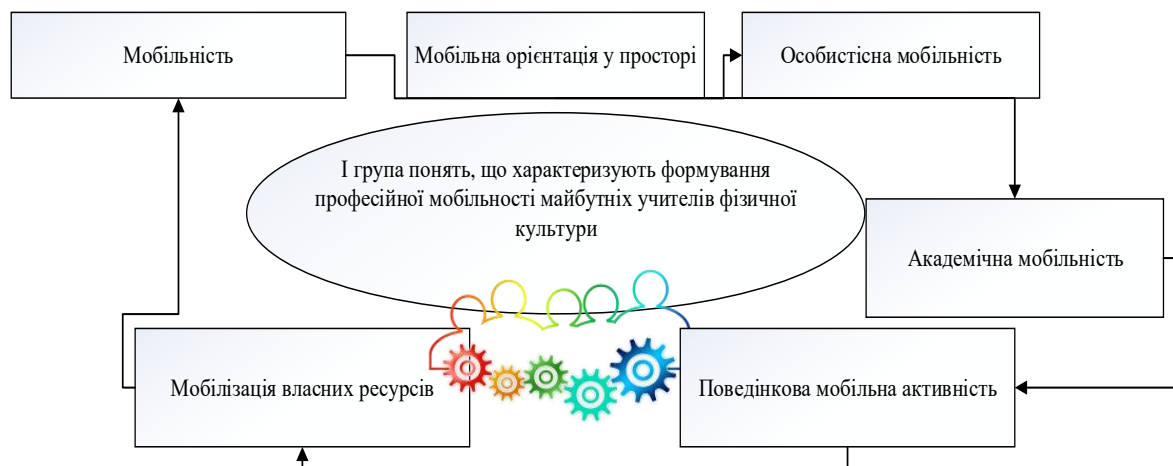 Мобільність
Мобільна орієнтація у просторі
Особистісна мобільність
І група понять, що характеризують формування
професійної мобільності майбутніх учителів фізичної
культури
Академічна мобільність
Мобілізація власних ресурсів
Поведінкова мобільна активність